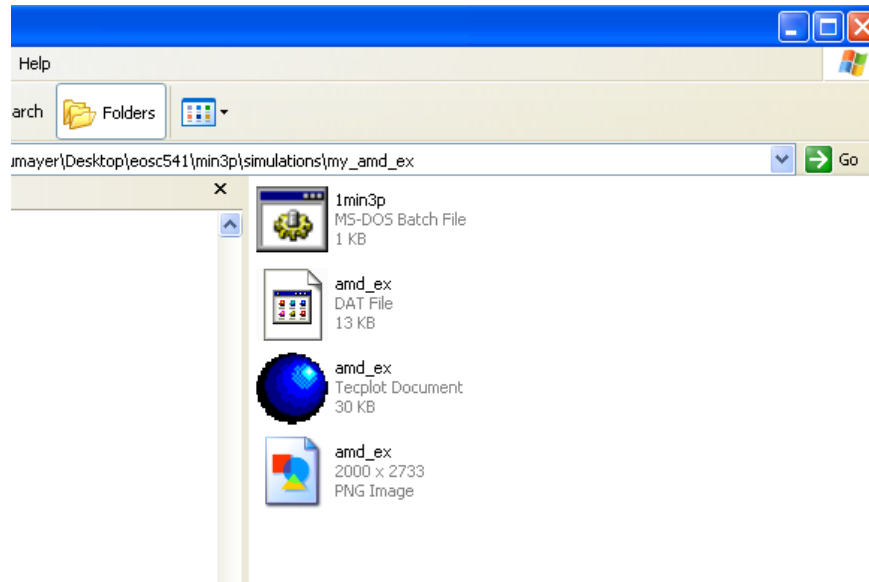 Help
arch Folders
umayer\Desktop\eosc541\min3p\simulations\my_amd_ex Go
1min3p
MS-DOS Batch File
1 KB
amd_ex
DAT File
13 KB
amd_ex
Tecplot Document
30 KB
amd_ex
2000 x 2733
PNG Image